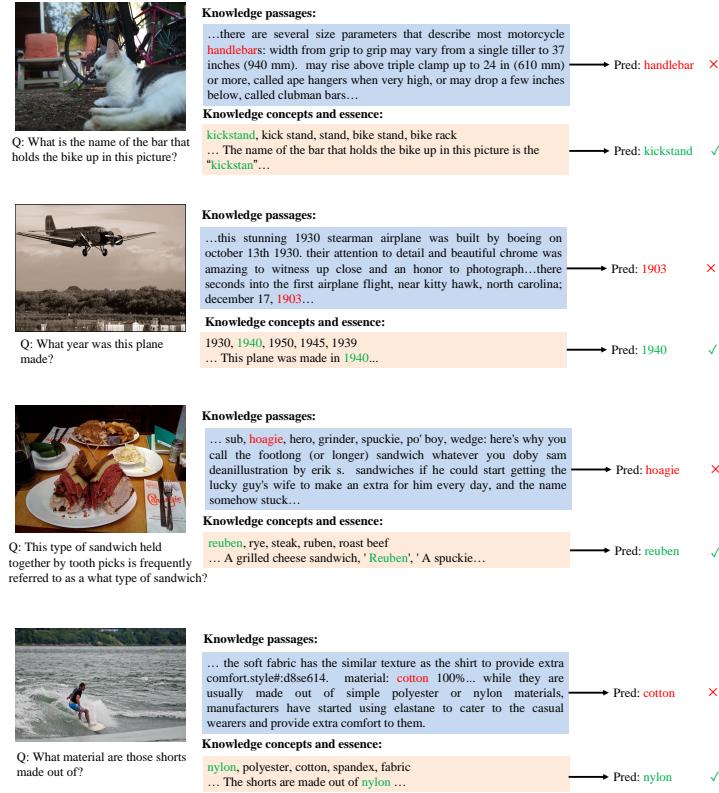 Knowledge passages:
…there are several size parameters that describe most motorcycle
handlebars: width from grip to grip may vary from a single tiller to 37
inches (940 mm). may rise above triple clamp up to 24 in (610 mm)
or more, called ape hangers when very high, or may drop a few inches
below, called clubman bars…
Pred: handlebar ×
Knowledge concepts and essence:
kickstand, kick stand, stand, bike stand, bike rack
… The name of the bar that holds the bike up in this picture is the
“kickstan”…
Pred: kickstand ✓
Q: What is the name of the bar that
holds the bike up in this picture?
Knowledge passages:
…this stunning 1930 stearman airplane was built by boeing on
october 13th 1930. their attention to detail and beautiful chrome was
amazing to witness up close and an honor to photograph…there
seconds into the first airplane flight, near kitty hawk, north carolina;
december 17, 1903…
Pred: 1903 ×
Knowledge concepts and essence:
1930, 1940, 1950, 1945, 1939
… This plane was made in 1940...
Pred: 1940 ✓
Q: What year was this plane
made?
Knowledge passages:
… sub, hoagie, hero, grinder, spuckie, po' boy, wedge: here's why you
call the footlong (or longer) sandwich whatever you doby sam
deanillustration by erik s. sandwiches if he could start getting the
lucky guy's wife to make an extra for him every day, and the name
somehow stuck…
Pred: hoagie ×
Knowledge concepts and essence:
reuben, rye, steak, ruben, roast beef
… A grilled cheese sandwich, ' Reuben', ' A spuckie…
Pred: reuben ✓
Q: This type of sandwich held
together by tooth picks is frequently
referred to as a what type of sandwich?
Knowledge passages:
… the soft fabric has the similar texture as the shirt to provide extra
comfort.style#:d8se614. material: cotton 100%... while they are
usually made out of simple polyester or nylon materials,
manufacturers have started using elastane to cater to the casual
wearers and provide extra comfort to them.
Pred: cotton ×
Knowledge concepts and essence:
nylon, polyester, cotton, spandex, fabric
… The shorts are made out of nylon …
Pred: nylon ✓
Q: What material are those shorts
made out of?